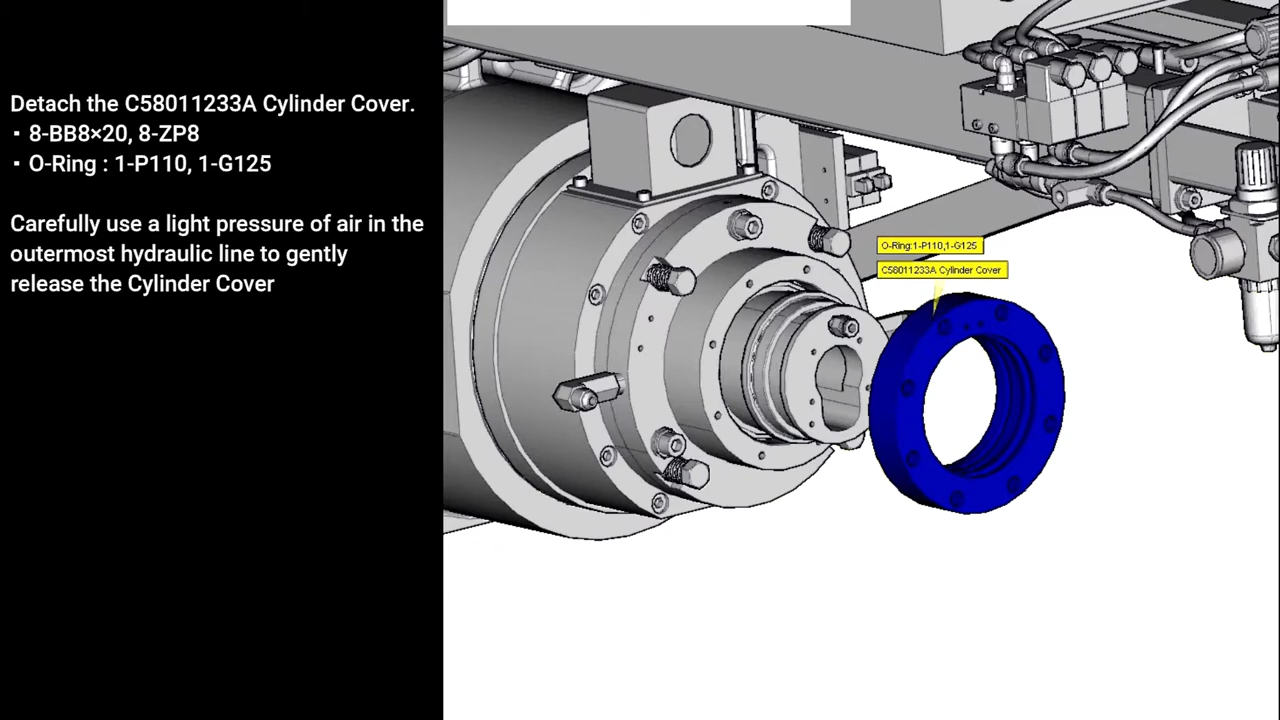 Detach the C58011233A Cylinder Cover.
▪ 8-BB8×20, 8-ZP8
▪ O-Ring : 1-P110, 1-G125
Carefully use a light pressure of air in the
outermost hydraulic line to gently
release the Cylinder Cover
O-Ring:1-P110,1-G125
C58011233A Cylinder Cover